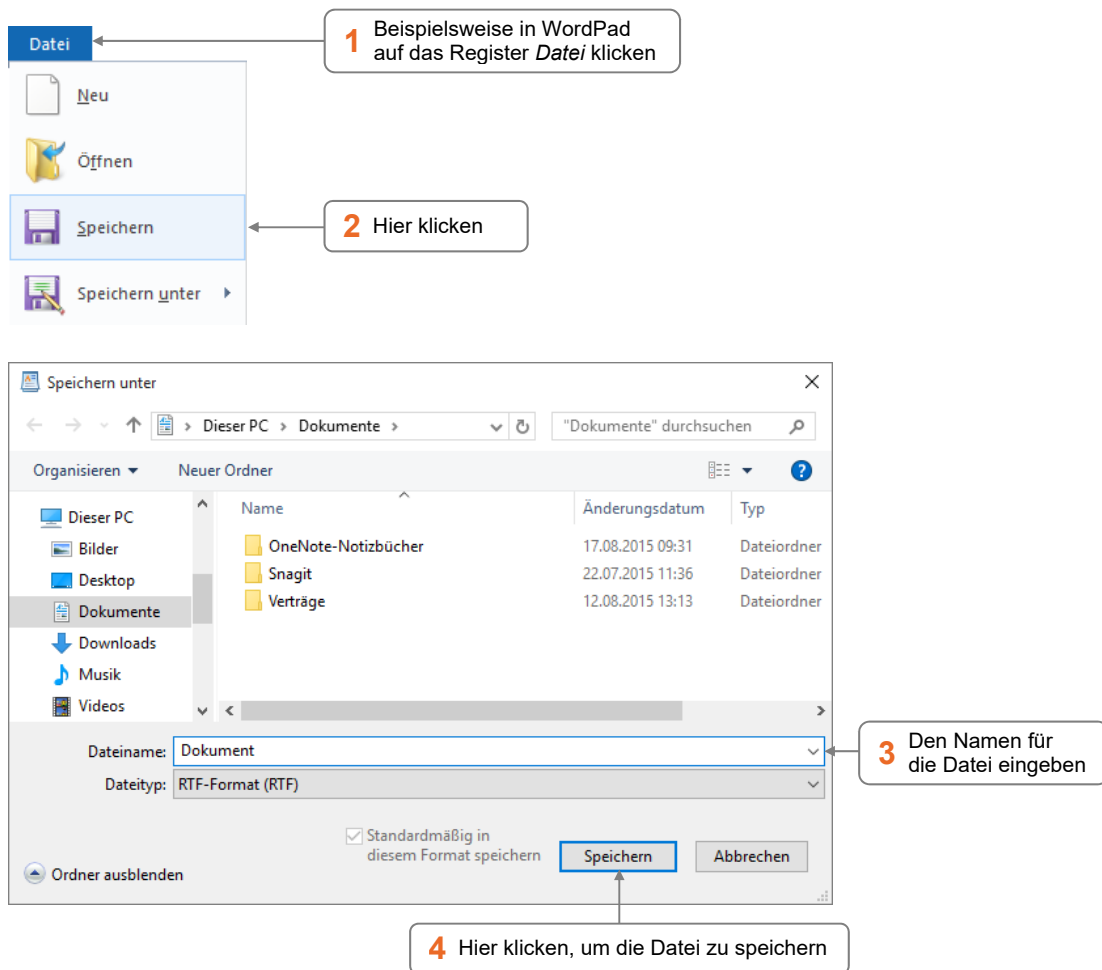 Datei
1 Beispielsweise in WordPad
auf das Register Datei klicken
Neu
Öffnen
Speichern
2 Hier klicken
Speichern unter
Speichern unter
Dieser PC > Dokumente >
"Dokumente" durchsuchen
Organisieren
Neuer Ordner
Name
Änderungsdatum
Typ
Dieser PC
Bilder
Desktop
Dokumente
Downloads
Musik
Videos
OneNote-Notizbücher 17.08.2015 09:31 Dateiordner
Snagit 22.07.2015 11:36 Dateiordner
Verträge 12.08.2015 13:13 Dateiordner
Dateiname: Dokument
Dateityp: RTF-Format (RTF)
3 Den Namen für
die Datei eingeben
Standardmäßig in
diesem Format speichern
Speichern
Abbrechen
Ordner ausblenden
4 Hier klicken, um die Datei zu speichern